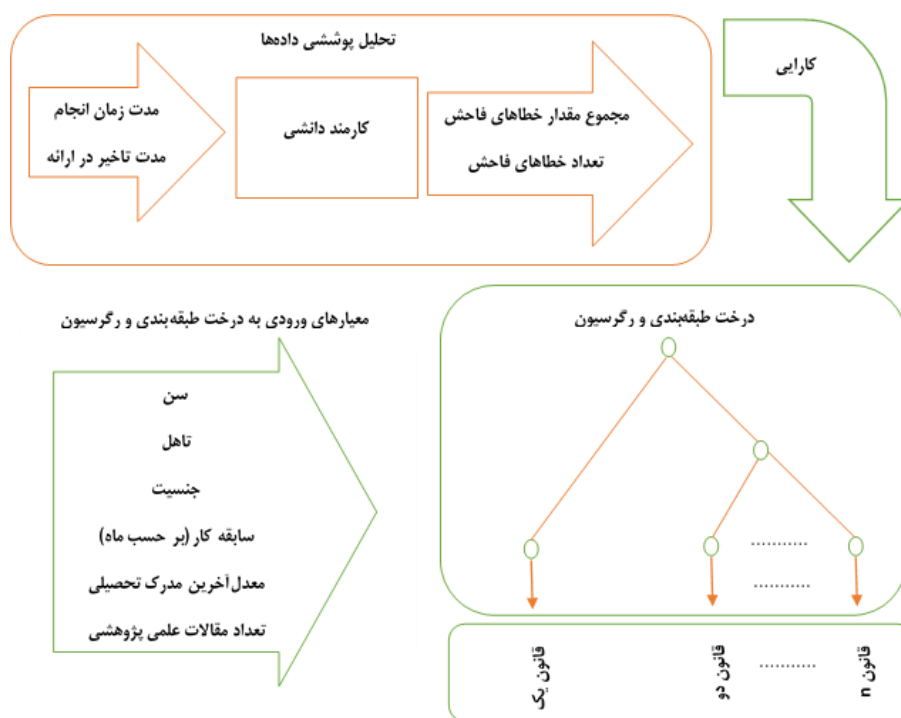 تحلیل پوششی داده‌ها
کارایی
مدت زمان انجام
مدت تاخیر در ارائه
کارمند دانشی
مجموع مقدار خطاهای فاحش
تعداد خطاهای فاحش
معیارهای ورودی به درخت طبقه‌بندی و رگرسیون
سن
تاهل
جنسیت
سابقه کار (بر حسب ماه)
معدل آخرین مدرک تحصیلی
تعداد مقالات علمی پژوهشی
درخت طبقه‌بندی و رگرسیون
...........
...........
قانون یک
قانون دو
...........
قانون n